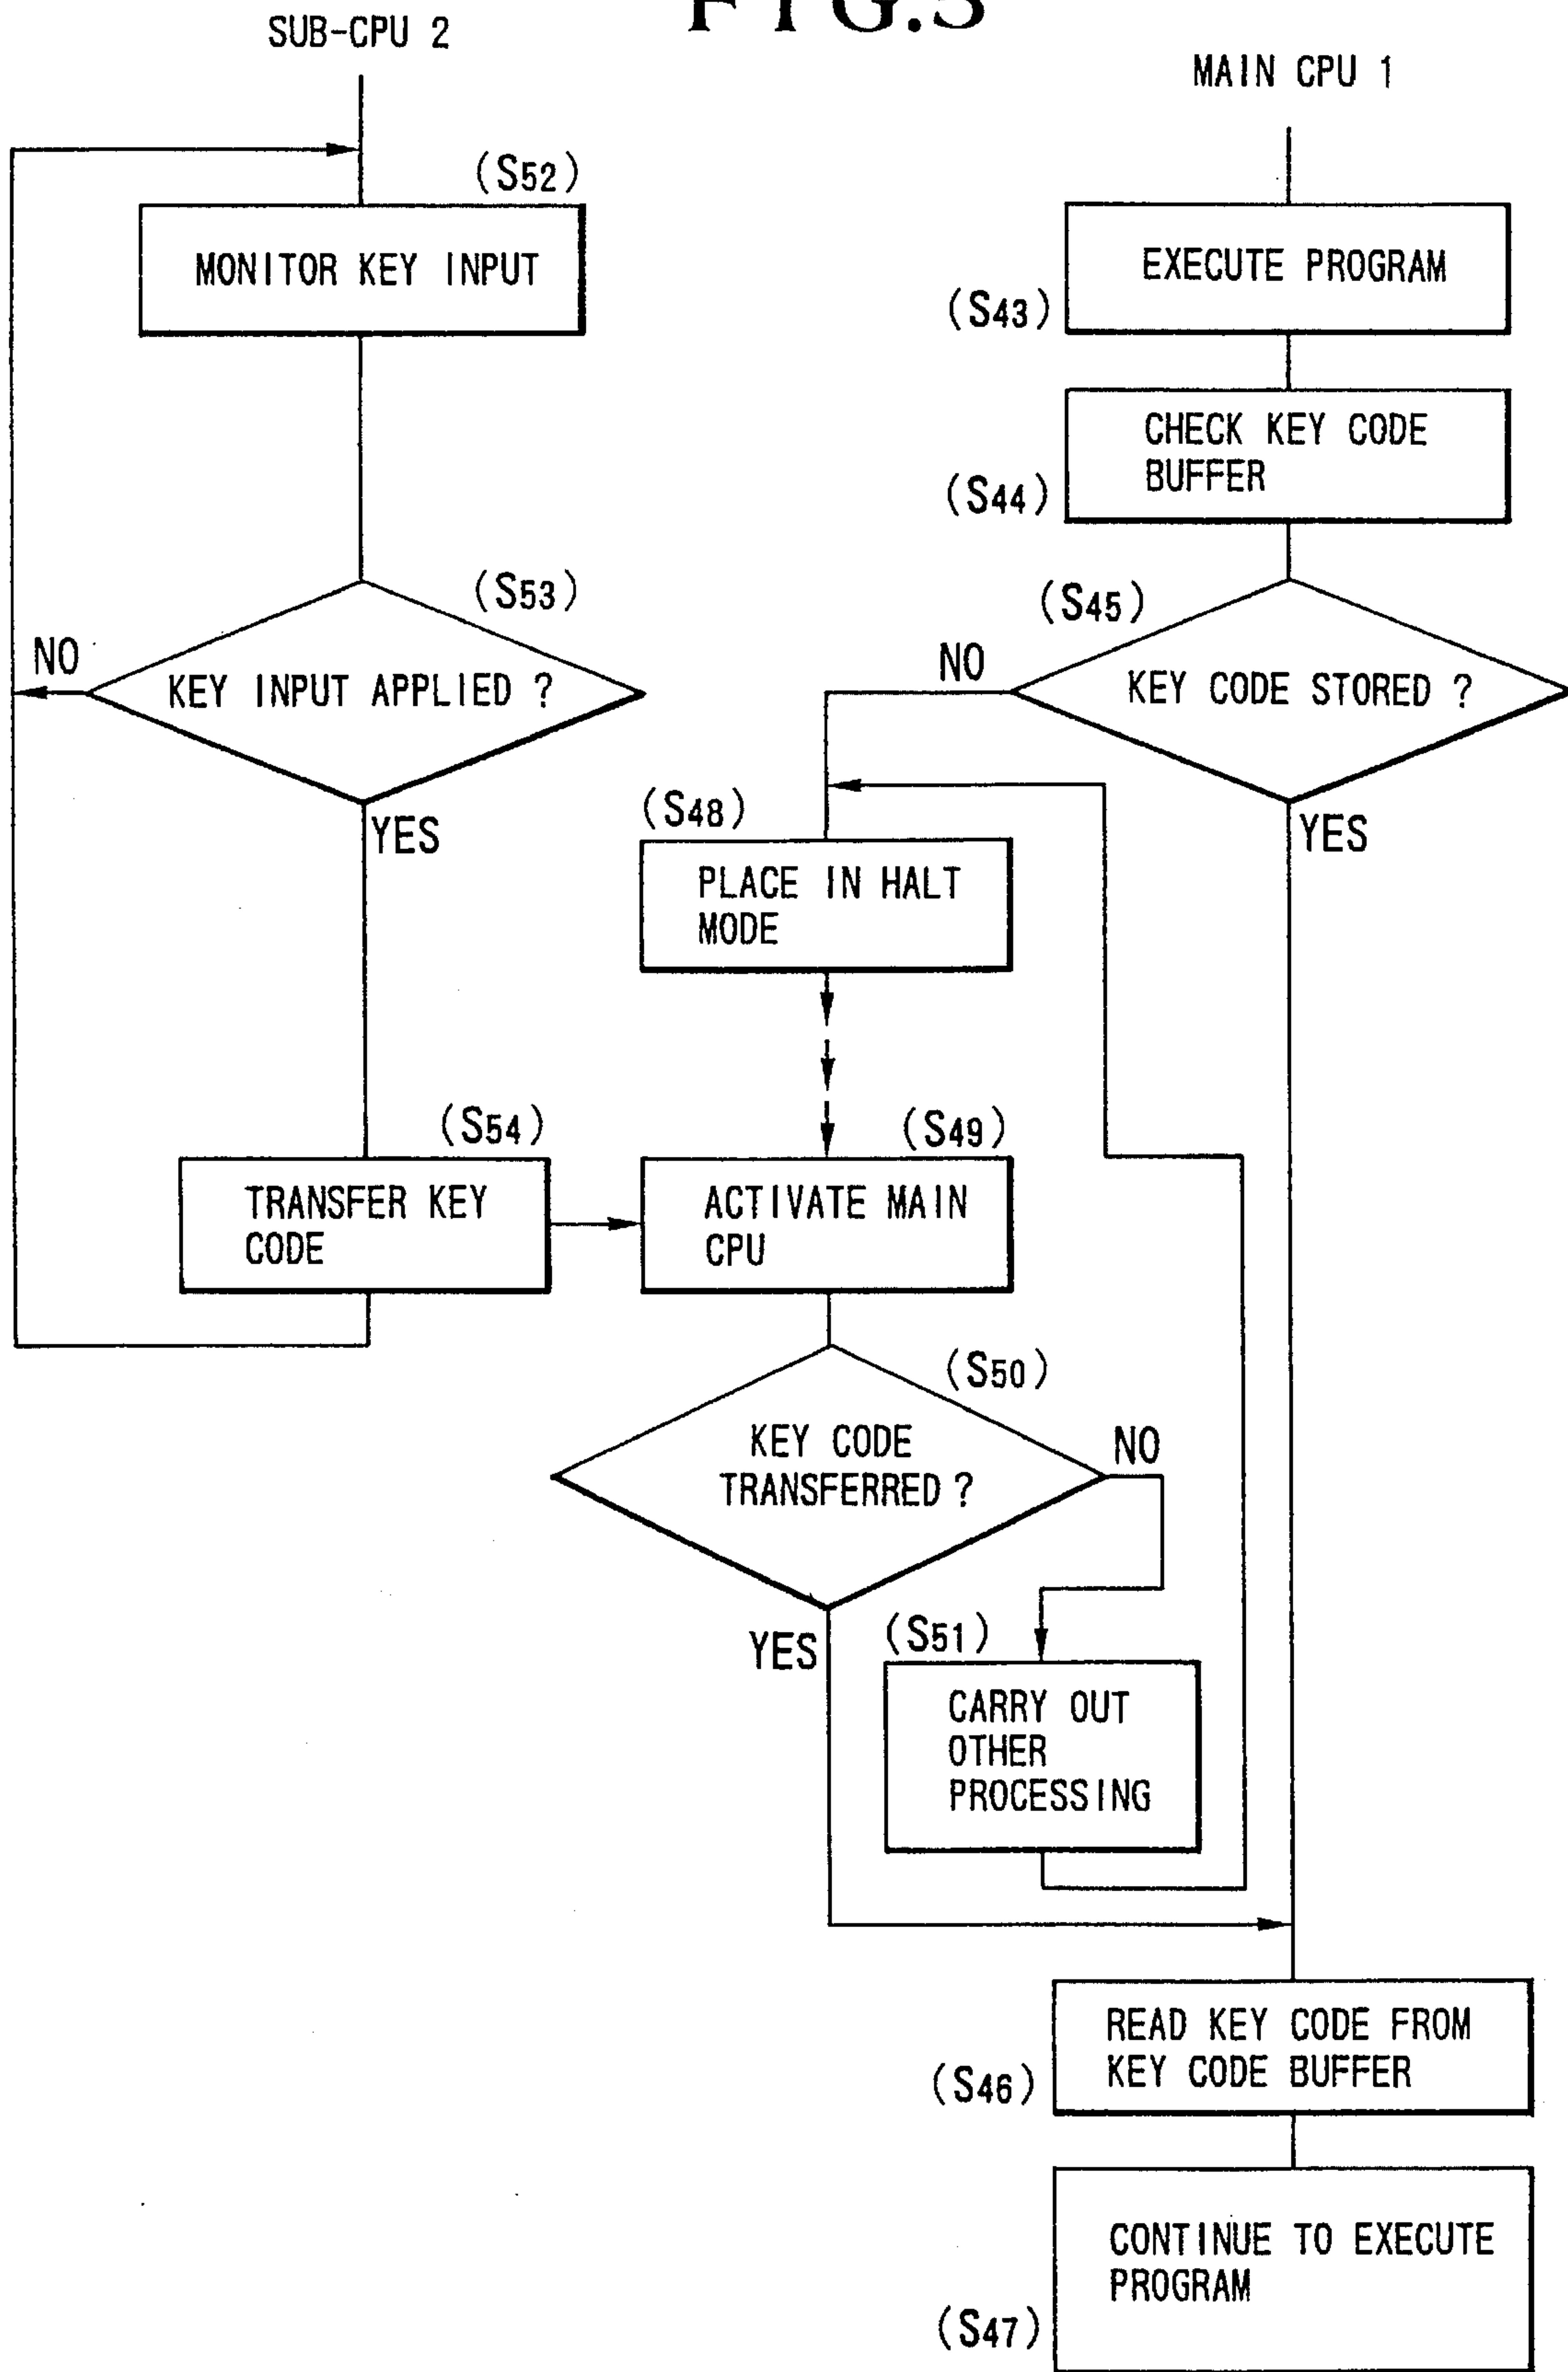 FIG.5
SUB-CPU 2
MAIN CPU 1
(S52)
MONITOR KEY INPUT
EXECUTE PROGRAM
(S43)
CHECK KEY CODE
BUFFER
(S44)
(S53)
(S45)
NO
KEY INPUT APPLIED ?
NO
KEY CODE STORED ?
YES
(S48)
YES
PLACE IN HALT
MODE
(S54)
(S49)
TRANSFER KEY
CODE
ACTIVATE MAIN
CPU
(S50)
KEY CODE
TRANSFERRED ?
NO
YES
(S51)
CARRY OUT
OTHER
PROCESSING
READ KEY CODE FROM
KEY CODE BUFFER
(S46)
CONTINUE TO EXECUTE
PROGRAM
(S47)